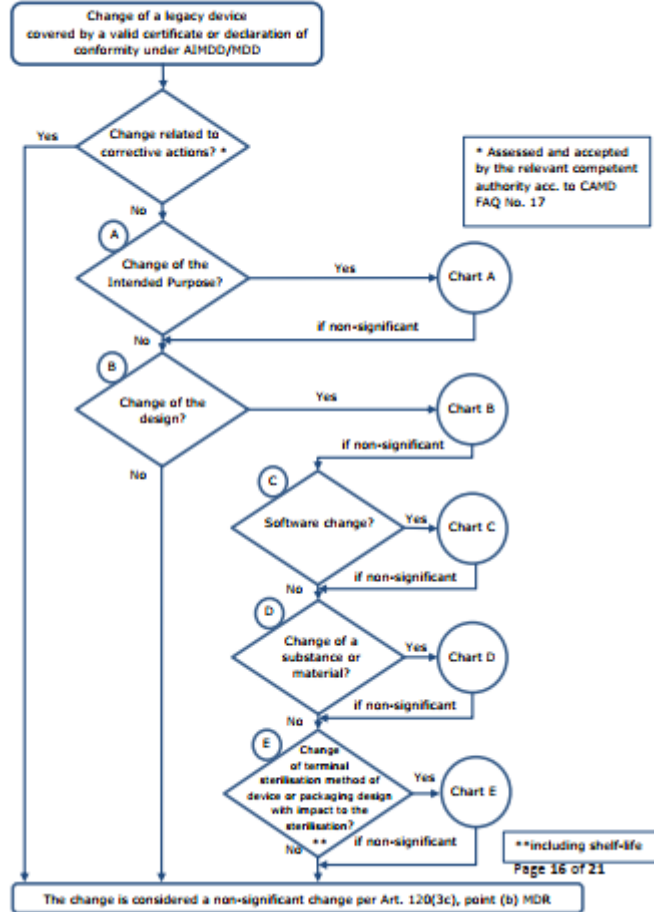 Change of a legacy device
covered by a valid certificate or declaration of
conformity under AIMDD/MDD
Yes
Change related to
corrective actions? *
* Assessed and accepted
by the relevant competent
authority acc. to CAMD
FAQ No. 17
No
A
Change of the
Intended Purpose?
Yes
Chart A
if non-significant
No
B
Change of the
design?
Yes
Chart B
if non-significant
No
C
Software change?
Yes
Chart C
if non-significant
No
D
Change of a
substance or
material?
Yes
Chart D
if non-significant
No
E
Change
of terminal
sterilisation method of
device or packaging design
with impact to the
sterilisation?
**
Yes
Chart E
if non-significant
No
**including shelf-life
Page 16 of 21
The change is considered a non-significant change per Art. 120(3c), point (b) MDR